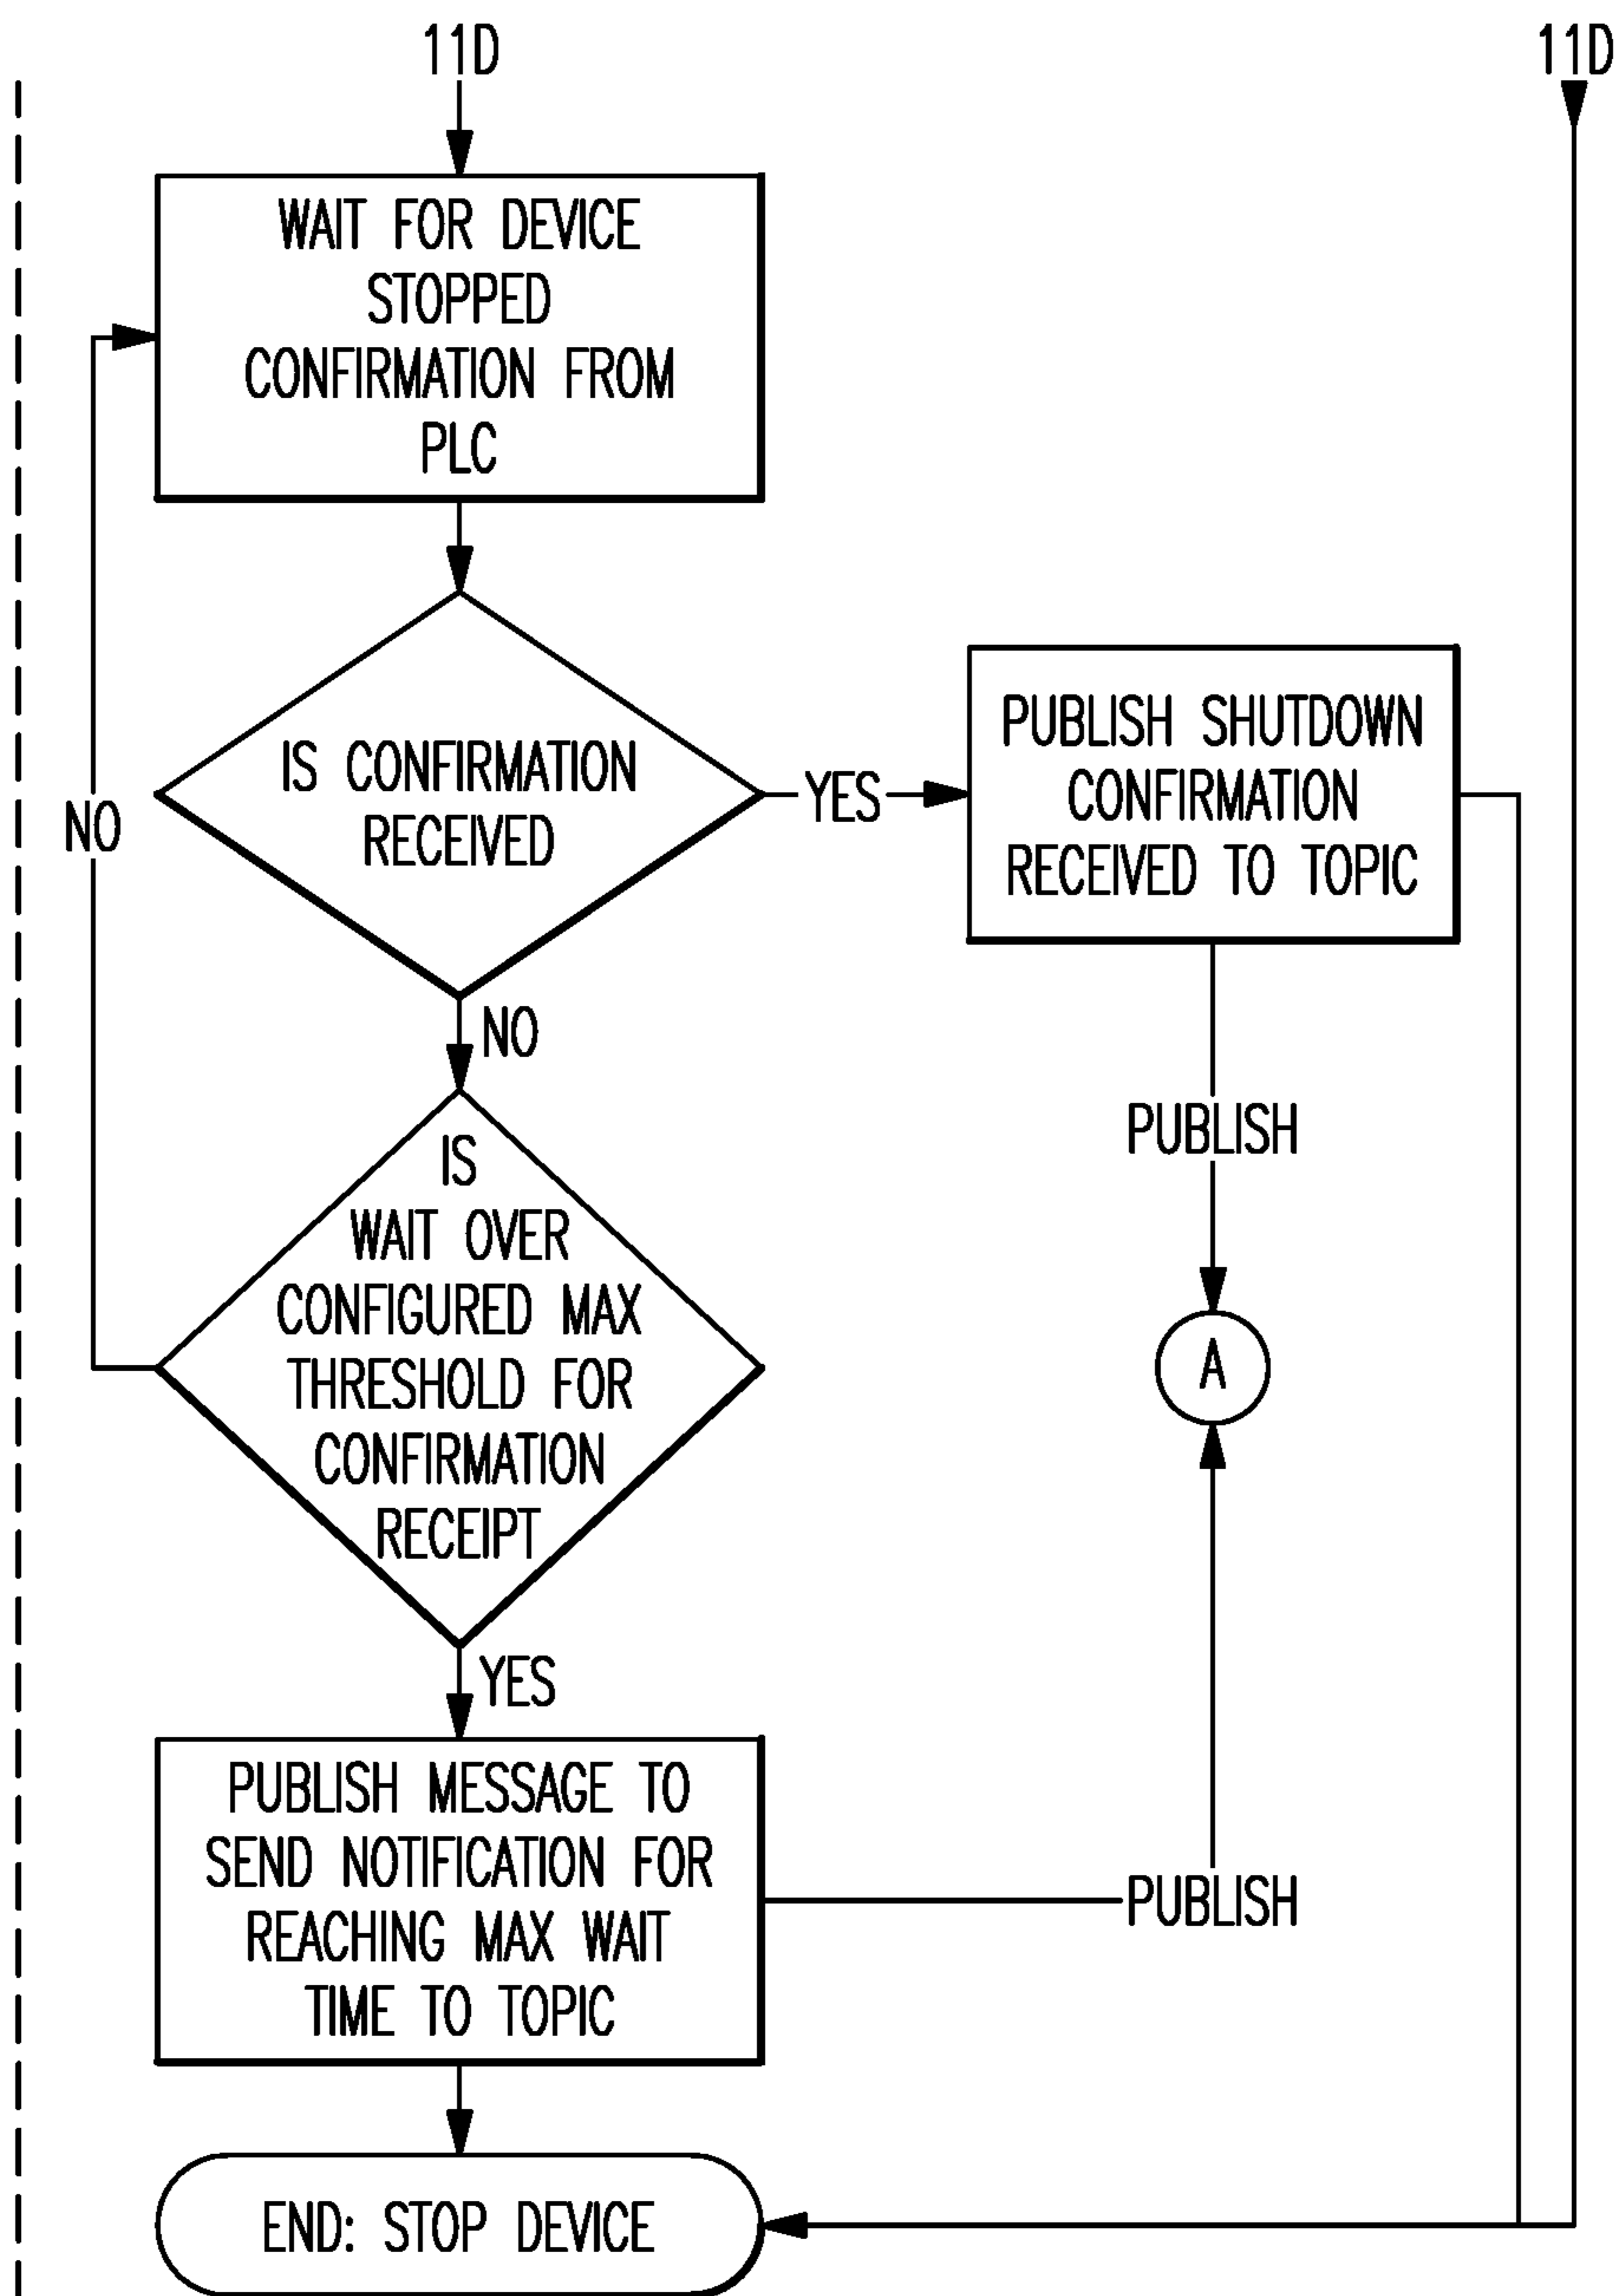 11D
11D
WAIT FOR DEVICE
STOPPED
CONFIRMATION FROM
PLC
IS CONFIRMATION
RECEIVED
YES
PUBLISH SHUTDOWN
CONFIRMATION
RECEIVED TO TOPIC
NO
NO
PUBLISH
IS
WAIT OVER
CONFIGURED MAX
THRESHOLD FOR
CONFIRMATION
RECEIPT
A
YES
PUBLISH MESSAGE TO
SEND NOTIFICATION FOR
REACHING MAX WAIT
TIME TO TOPIC
PUBLISH
END: STOP DEVICE